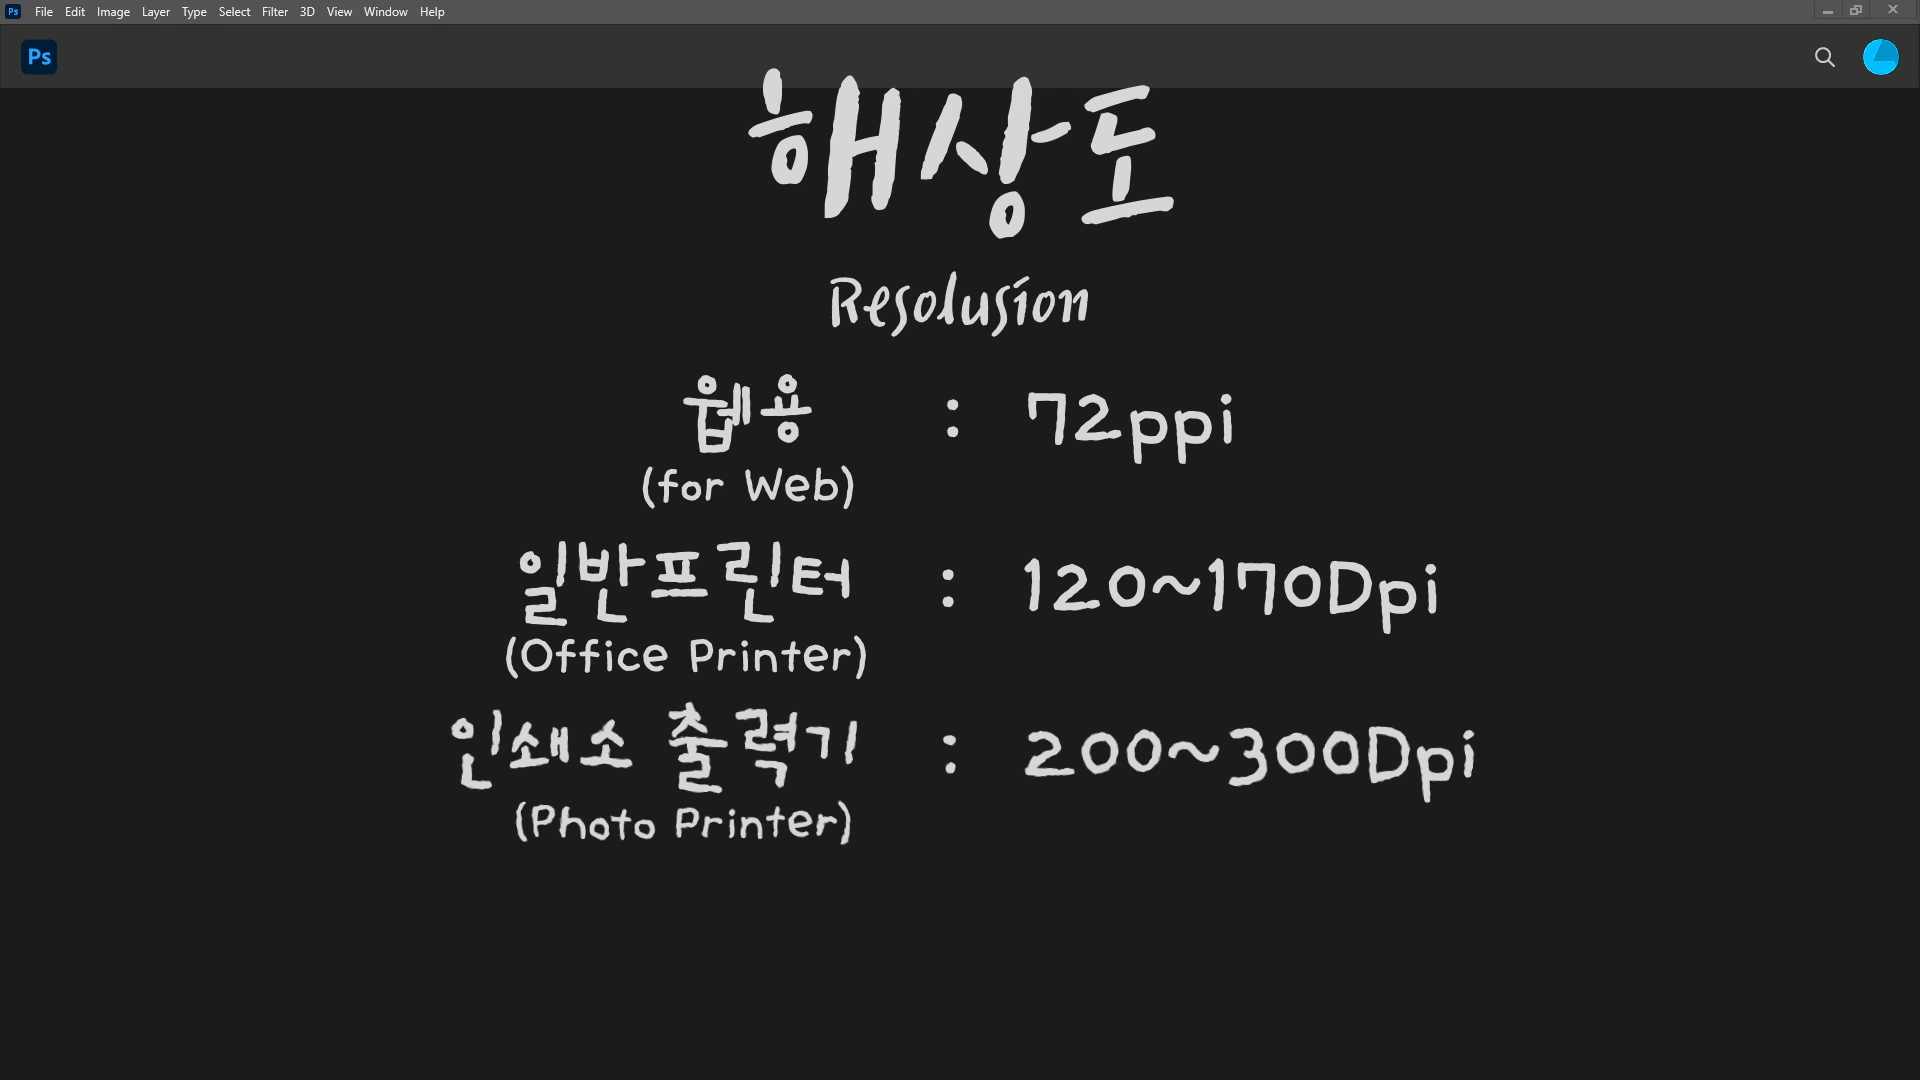 Ps File Edit Image Layer Type Select Filter 3D View Window Help
Ps
해상도
Resolusion
웹용 : 72ppi
(for Web)
일반프린터 : 120~170Dpi
(Office Printer)
인쇄소 출력기 : 200~300Dpi
(Photo Printer)